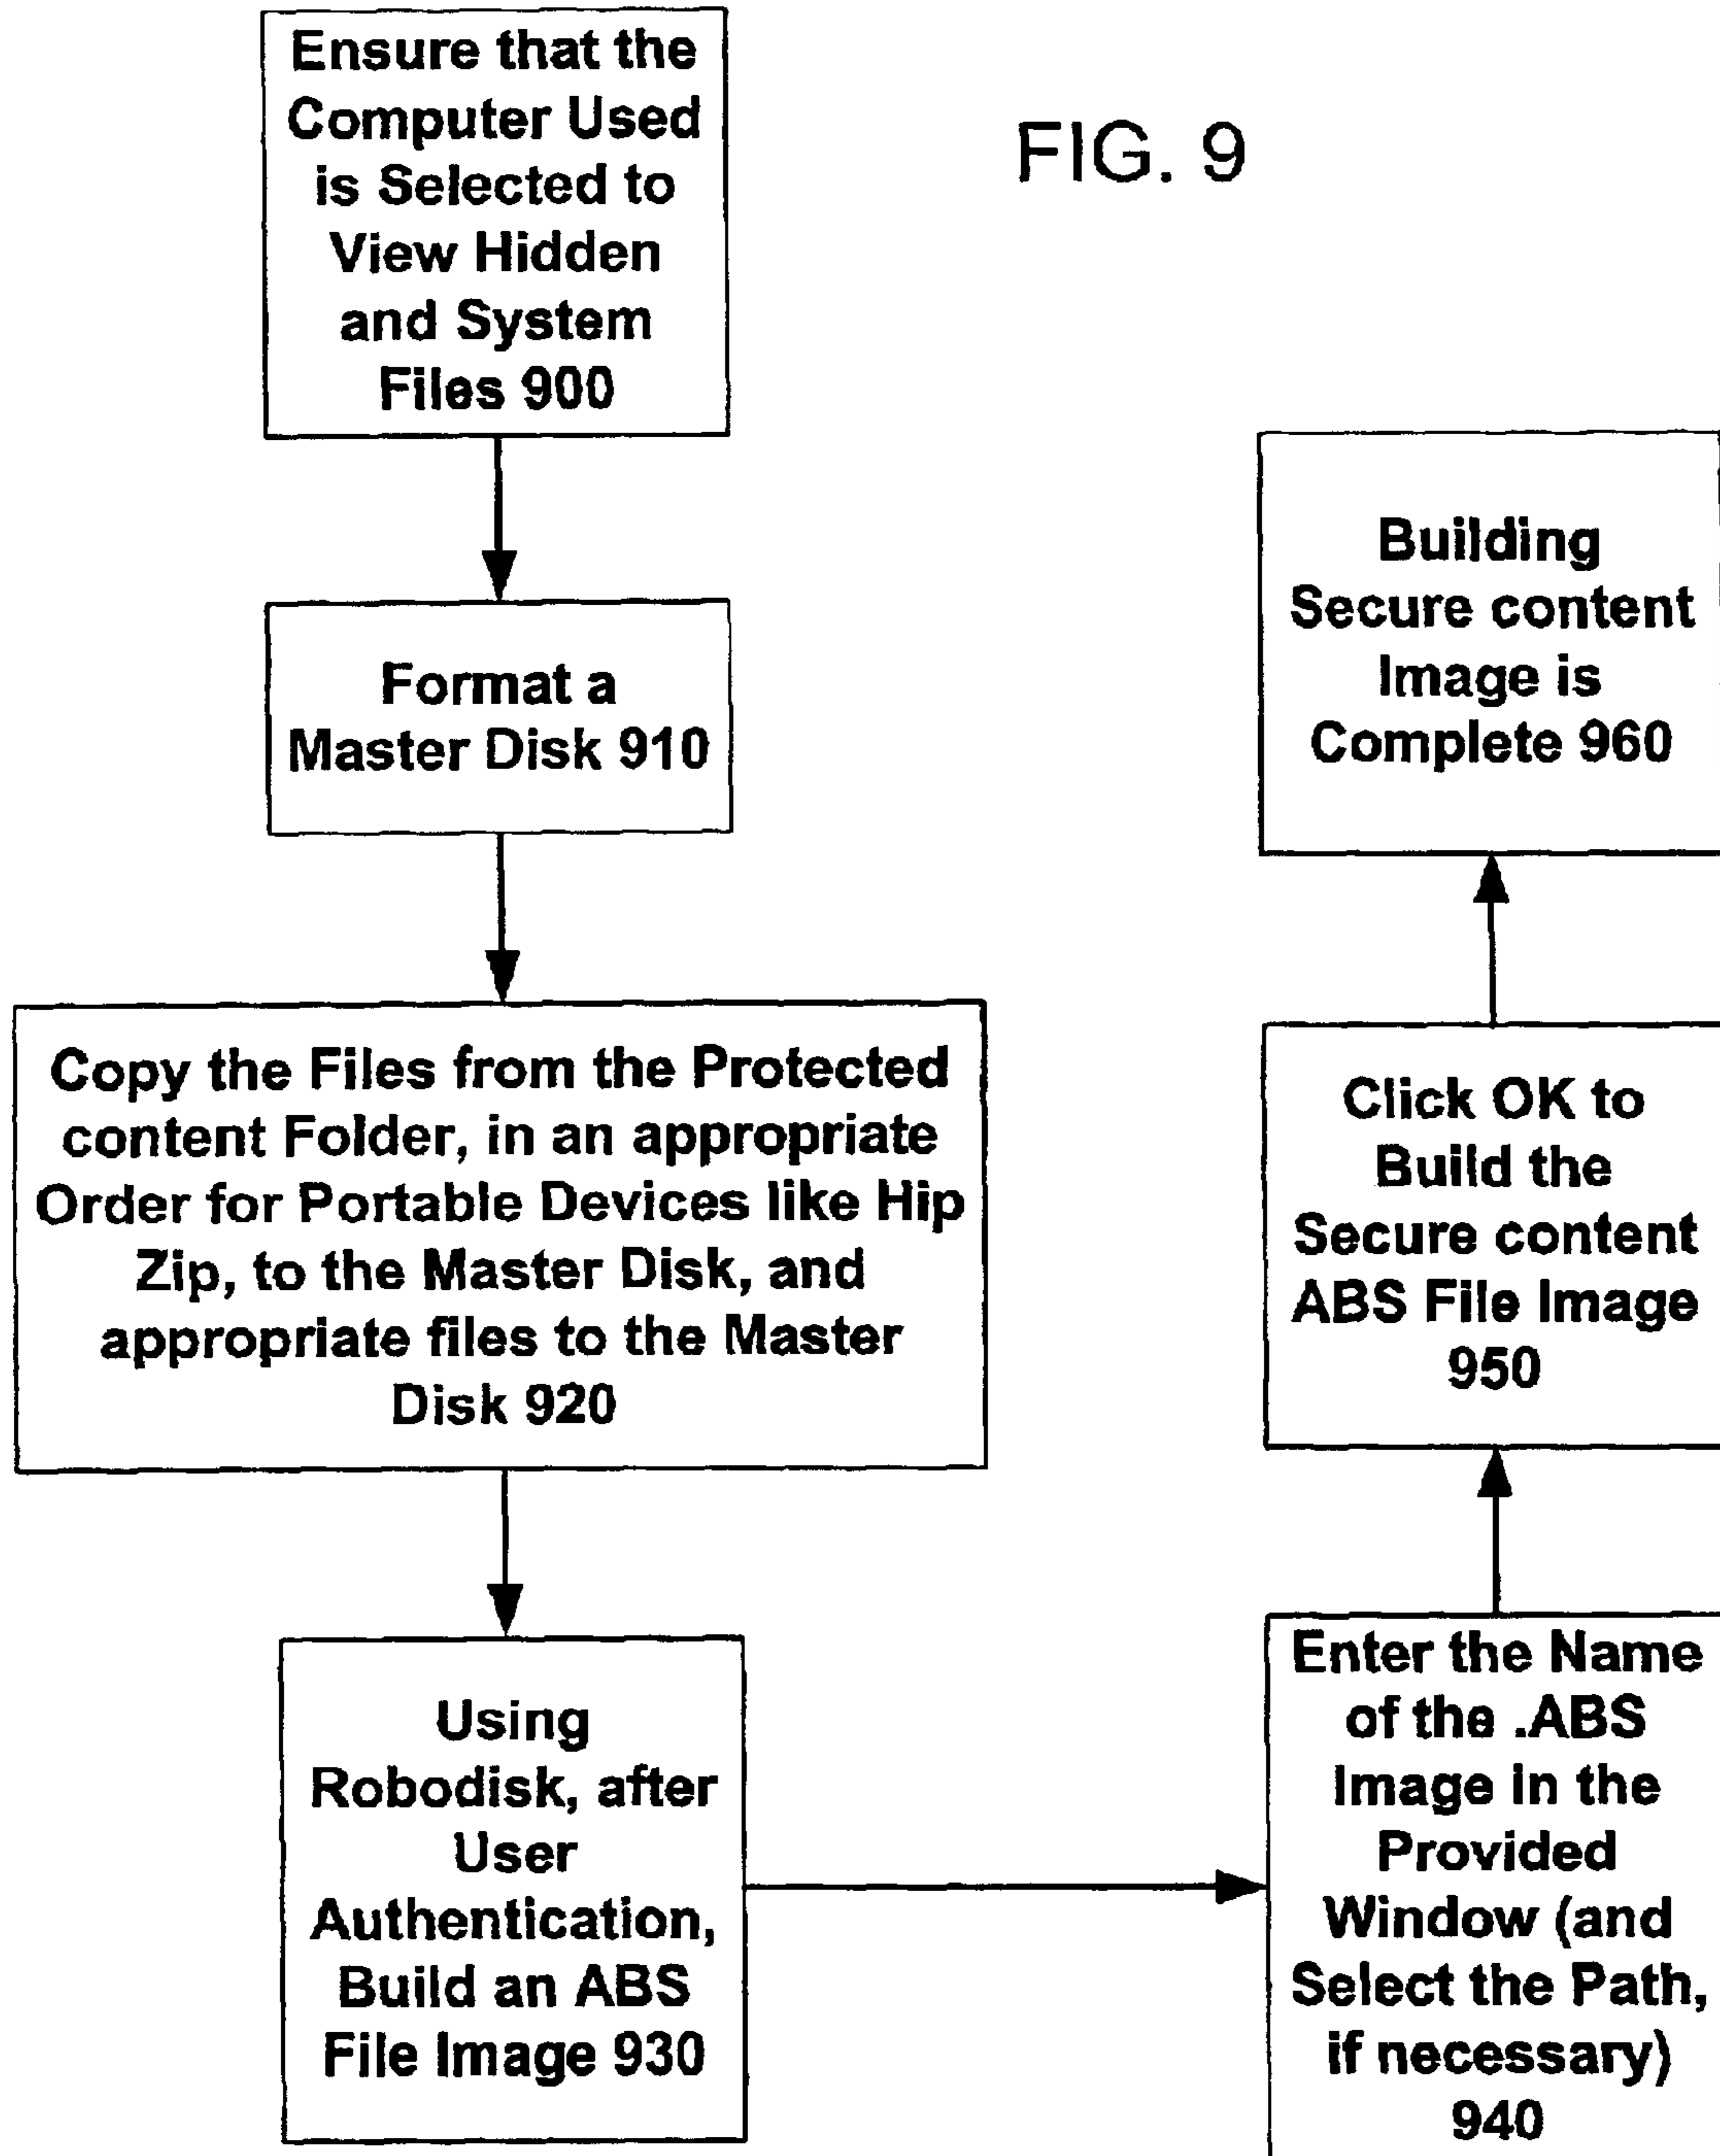 FIG. 9
Ensure that the
Computer Used
is Selected to
View Hidden
and System
Files 900
Format a
Master Disk 910
Copy the Files from the Protected
content Folder, in an appropriate
Order for Portable Devices like Hip
Zip, to the Master Disk, and
appropriate files to the Master
Disk 920
Using
Robodisk, after
User
Authentication,
Build an ABS
File Image 930
Enter the Name
of the .ABS
Image in the
Provided
Window (and
Select the Path,
if necessary)
940
Click OK to
Build the
Secure content
ABS File Image
950
Building
Secure content
Image is
Complete 960